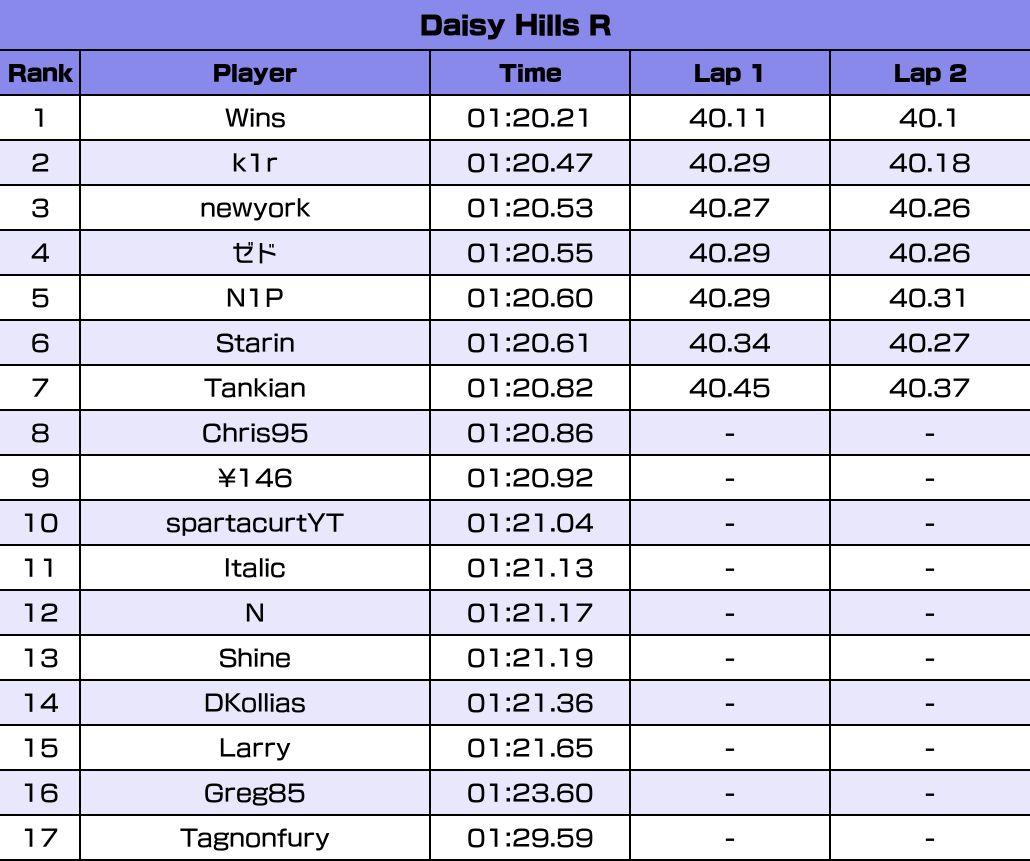 Daisy Hills R
Rank Player Time Lap 1 Lap 2
1 Wins 01:20.21 40.11 40.1
2 k1r 01:20.47 40.29 40.18
3 newyork 01:20.53 40.27 40.26
4 ゼド 01:20.55 40.29 40.26
5 N1P 01:20.60 40.29 40.31
6 Starin 01:20.61 40.34 40.27
7 Tankian 01:20.82 40.45 40.37
8 Chris95 01:20.86 - -
9 ¥146 01:20.92 - -
10 spartacurtYT 01:21.04 - -
11 Italic 01:21.13 - -
12 N 01:21.17 - -
13 Shine 01:21.19 - -
14 DKollias 01:21.36 - -
15 Larry 01:21.65 - -
16 Greg85 01:23.60 - -
17 Tagnonfury 01:29.59 - -